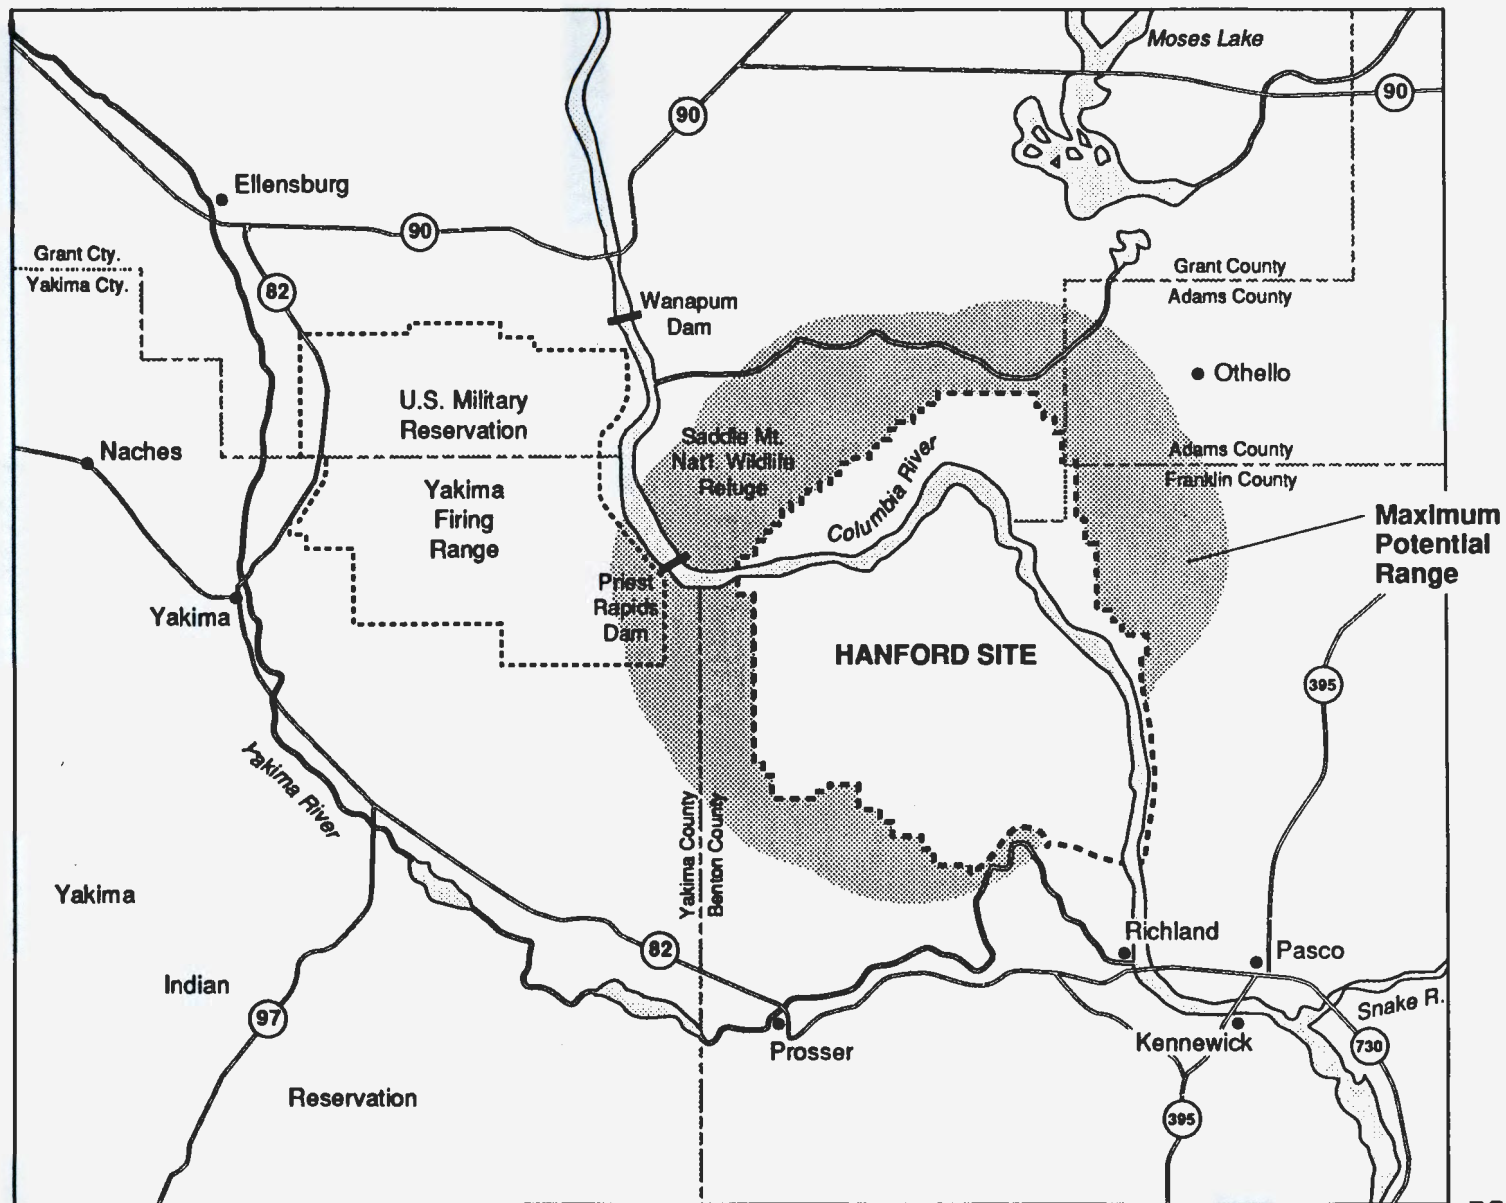 Moses Lake
90
90
Ellensburg
90
Grant Cty.
Yakima Cty.
82
Grant County
Adams County
Wanapum
Dam
Othello
U.S. Military
Reservation
Naches
Saddle Mt.
Nat'l. Wildlife
Refuge
Adams County
Franklin County
Yakima
Firing
Range
Columbia River
Maximum
Potential
Range
Priest
Rapids
Dam
Yakima
HANFORD SITE
395
Yakima River
Yakima County
Benton County
Yakima
Indian
Reservation
82
Richland
Pasco
97
Snake R.
Prosser
Kennewick
730
395